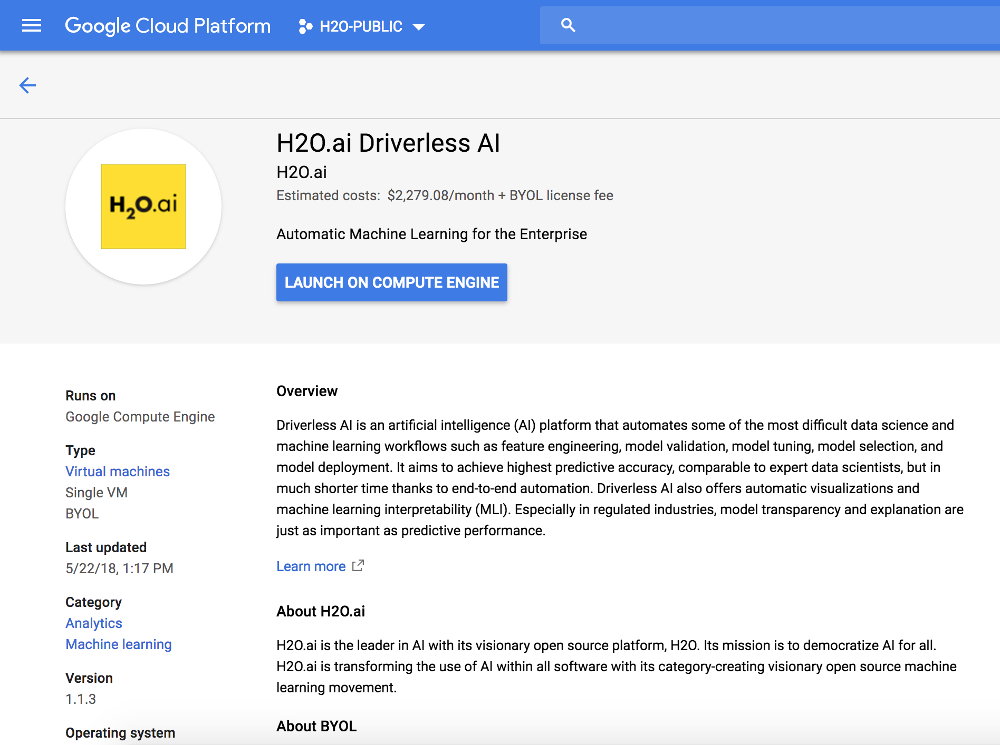 Google Cloud Platform
H2O-PUBLIC
H2O.ai
H2O.ai Driverless AI
H2O.ai
Estimated costs: $2,279.08/month + BYOL license fee
Automatic Machine Learning for the Enterprise
LAUNCH ON COMPUTE ENGINE
Runs on
Google Compute Engine
Type
Virtual machines
Single VM
BYOL
Last updated
5/22/18, 1:17 PM
Category
Analytics
Machine learning
Version
1.1.3
Operating system
Overview
Driverless AI is an artificial intelligence (AI) platform that automates some of the most difficult data science and
machine learning workflows such as feature engineering, model validation, model tuning, model selection, and
model deployment. It aims to achieve highest predictive accuracy, comparable to expert data scientists, but in
much shorter time thanks to end-to-end automation. Driverless AI also offers automatic visualizations and
machine learning interpretability (MLI). Especially in regulated industries, model transparency and explanation are
just as important as predictive performance.
Learn more
About H2O.ai
H2O.ai is the leader in AI with its visionary open source platform, H2O. Its mission is to democratize AI for all.
H2O.ai is transforming the use of AI within all software with its category-creating visionary open source machine
learning movement.
About BYOL